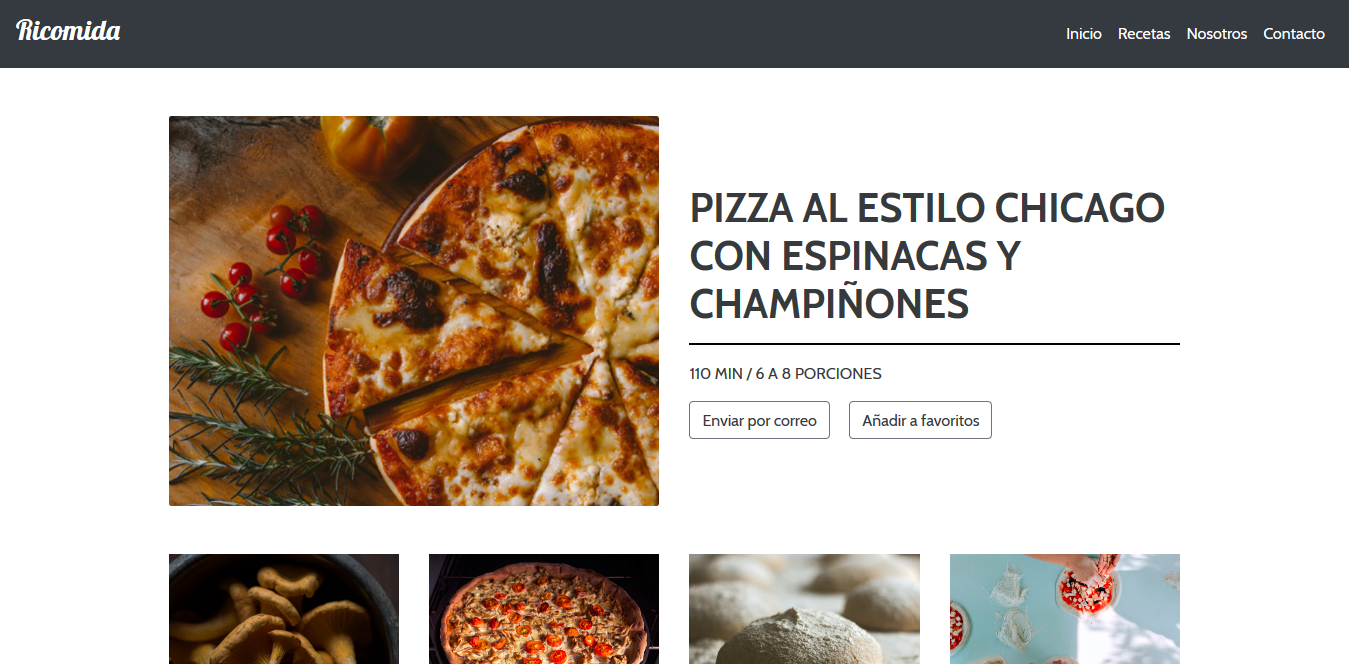 Ricomida
Inicio Recetas Nosotros Contacto
PIZZA AL ESTILO CHICAGO
CON ESPINACAS Y
CHAMPIÑONES
110 MIN / 6 A 8 PORCIONES
Enviar por correo Añadir a favoritos